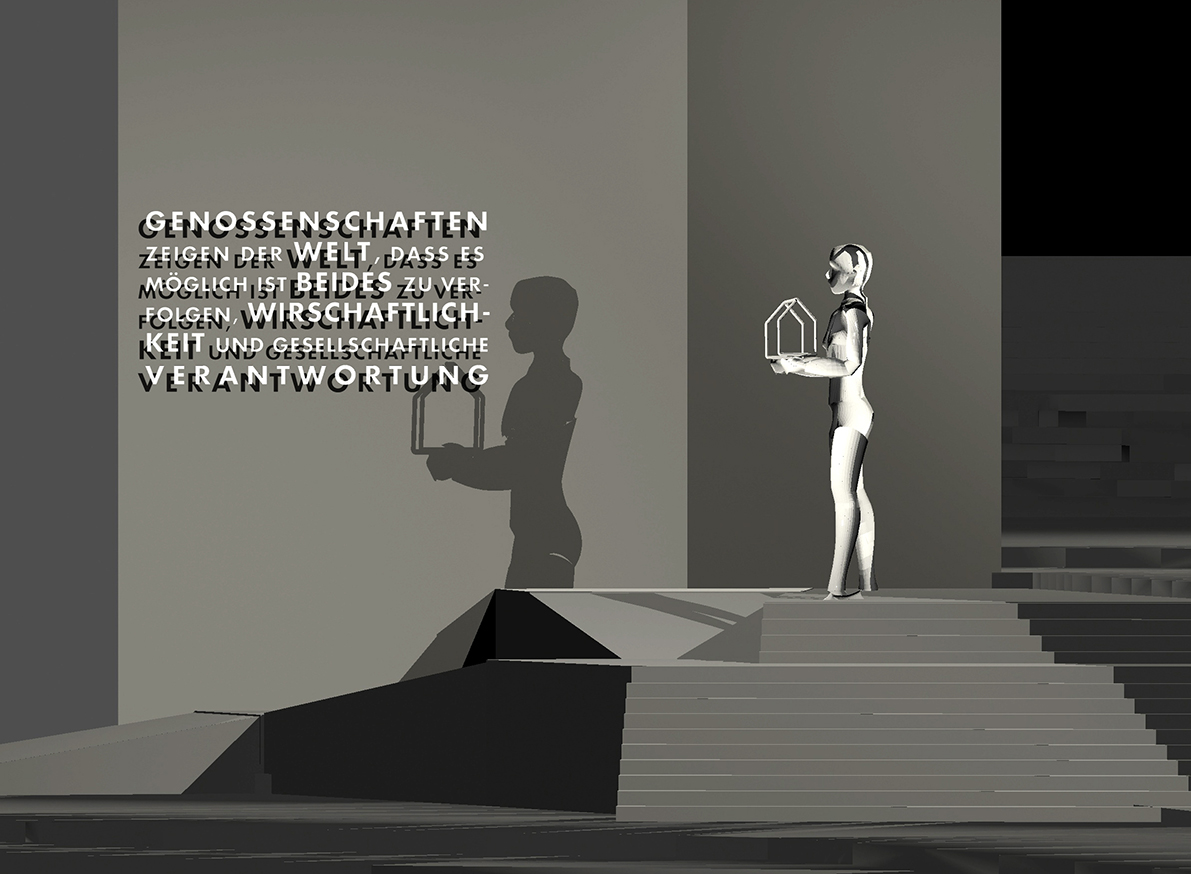 GENOSSENSCHAFTEN
ZEIGEN DER WELT, DASS ES
MÖGLICH IST BEIDES ZU VER-
FOLGEN, WIRSCHAFTLICH-
KEIT UND GESELLSCHAFTLICHE
VERANTWORTUNG